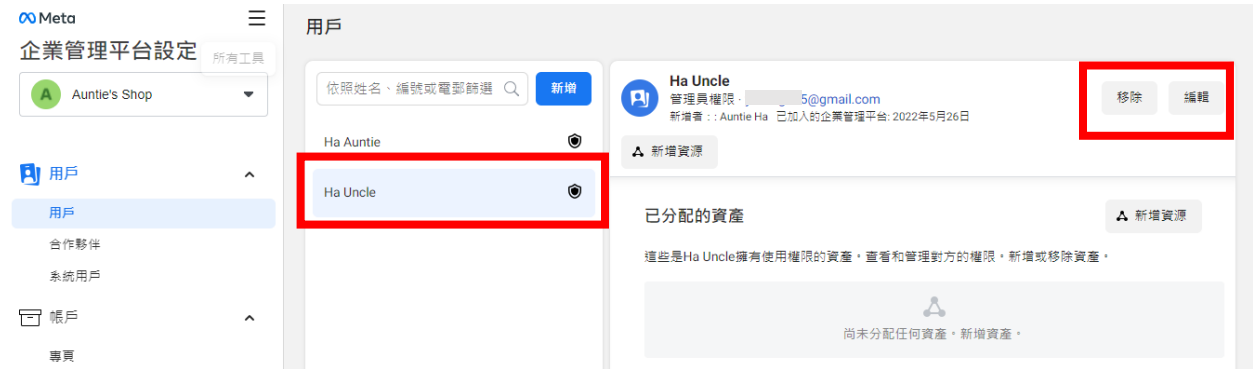 Meta
企業管理平台設定
所有工具
A Auntie's Shop
用戶
用戶
合作夥伴
系統用戶
帳戶
專頁
用戶
依照姓名、編號或電郵篩選
新增
Ha Auntie
Ha Uncle
Ha Uncle
管理員權限· 5@gmail.com
新增者：: Auntie Ha 已加入的企業管理平台: 2022年5月26日
移除
編輯
新增資源
已分配的資產
新增資源
這些是Ha Uncle擁有使用權限的資產。查看和管理對方的權限。新增或移除資產。
尚未分配任何資產。新增資產。